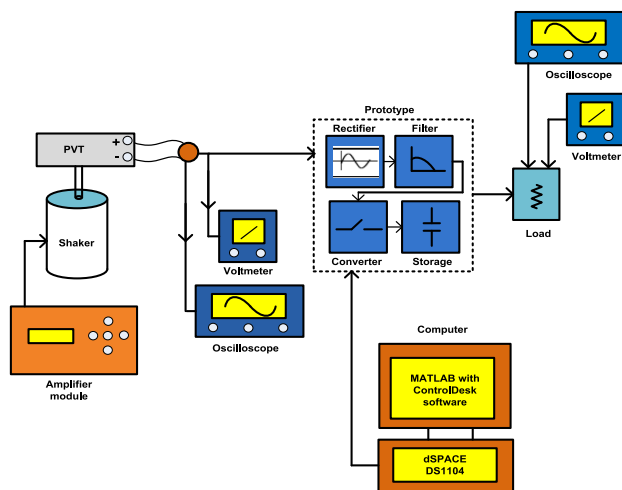 Oscilloscope
Prototype
Rectifier
Filter
Voltmeter
PVT
+
-
Load
Shaker
Converter
Storage
Voltmeter
Oscilloscope
Computer
Amplifier
module
MATLAB with
ControlDesk
software
dSPACE
DS1104